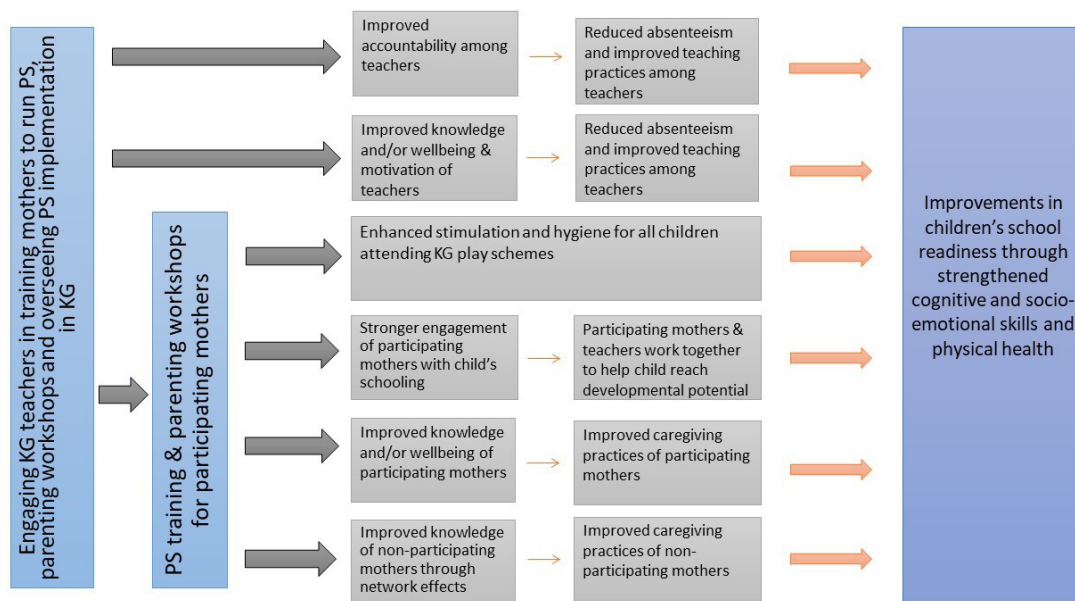 Engaging KG teachers in training mothers to run PS,
parenting workshops and overseeing PS implementation
in KG
PS training & parenting workshops
for participating mothers
Improved
accountability among
teachers
Reduced absenteeism
and improved teaching
practices among
teachers
Improved knowledge
and/or wellbeing &
motivation of
teachers
Reduced absenteeism
and improved teaching
practices among
teachers
Enhanced stimulation and hygiene for all children
attending KG play schemes
Stronger engagement
of participating
mothers with child's
schooling
Participating mothers &
teachers work together
to help child reach
developmental potential
Improved knowledge
and/or wellbeing of
participating mothers
Improved caregiving
practices of participating
mothers
Improved knowledge
of non-participating
mothers through
network effects
Improved caregiving
practices of non-
participating mothers
Improvements in
children's school
readiness through
strengthened
cognitive and socio-
emotional skills and
physical health